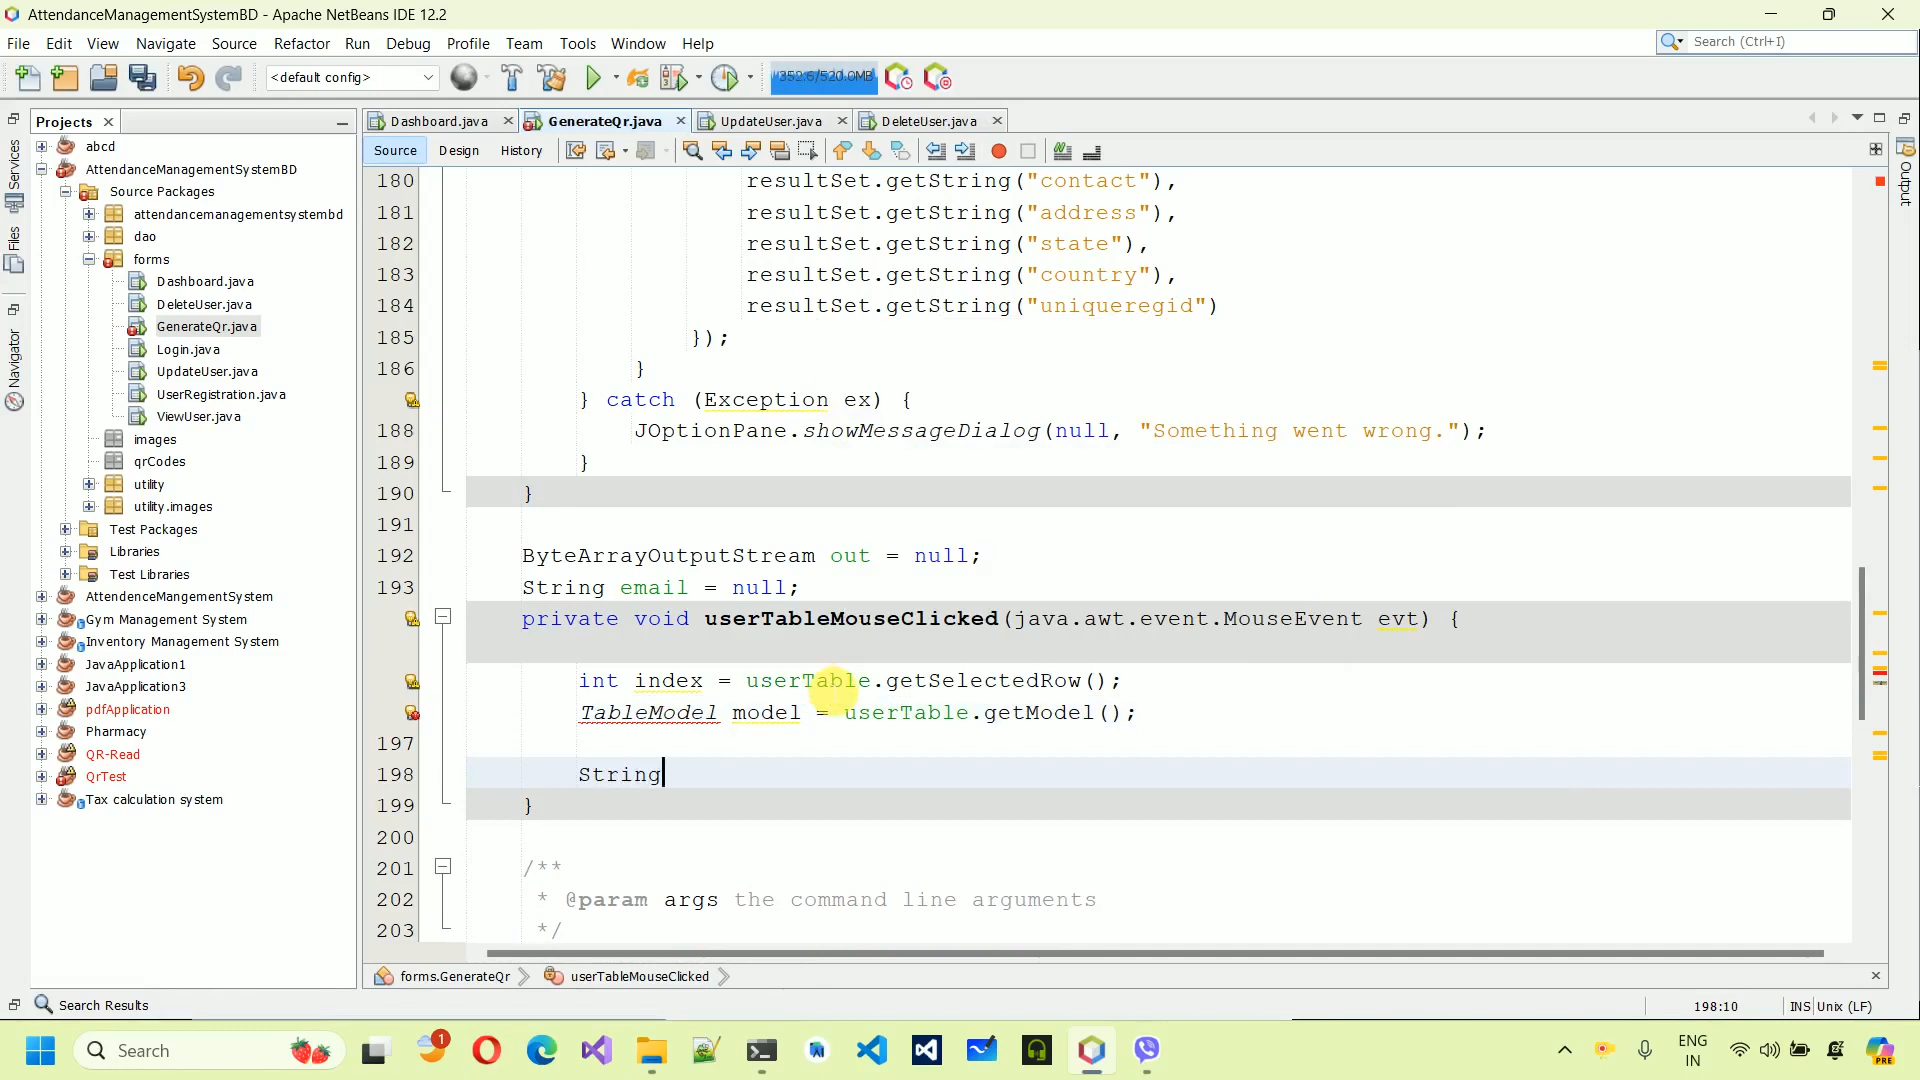 AttendanceManagementSystemBD - Apache NetBeans IDE 12.2
File Edit View Navigate Source Refactor Run Debug Profile Team Tools Window Help
Search (Ctrl+I)
<default config>
352.6/520.0MB
Projects
Dashboard.java GenerateQr.java UpdateUser.java DeleteUser.java
Source Design History
Services
Files
Navigator
Output
abcd
AttendanceManagementSystemBD
Source Packages
attendancemanagementsystembd
dao
forms
Dashboard.java
DeleteUser.java
GenerateQr.java
Login.java
UpdateUser.java
UserRegistration.java
ViewUser.java
images
qrCodes
utility
utility.images
Test Packages
Libraries
Test Libraries
AttendenceMangementSystem
Gym Management System
Inventory Management System
JavaApplication1
JavaApplication3
pdfApplication
Pharmacy
QR-Read
QrTest
Tax calculation system
180 resultSet.getString("contact"),
181 resultSet.getString("address"),
182 resultSet.getString("state"),
183 resultSet.getString("country"),
184 resultSet.getString("uniqueregid")
185 });
186 }
} catch (Exception ex) {
188 JOptionPane.showMessageDialog(null, "Something went wrong.");
189 }
190 }
191
192 ByteArrayOutputStream out = null;
193 String email = null;
private void userTableMouseClicked(java.awt.event.MouseEvent evt) {
int index = userTable.getSelectedRow();
TableModel model = userTable.getModel();
197
198 String
199 }
200
201 /**
202 * @param args the command line arguments
203 */
forms.GenerateQr userTableMouseClicked
Search Results
198:10 INS Unix (LF)
Search
1
ENG
IN
PRE